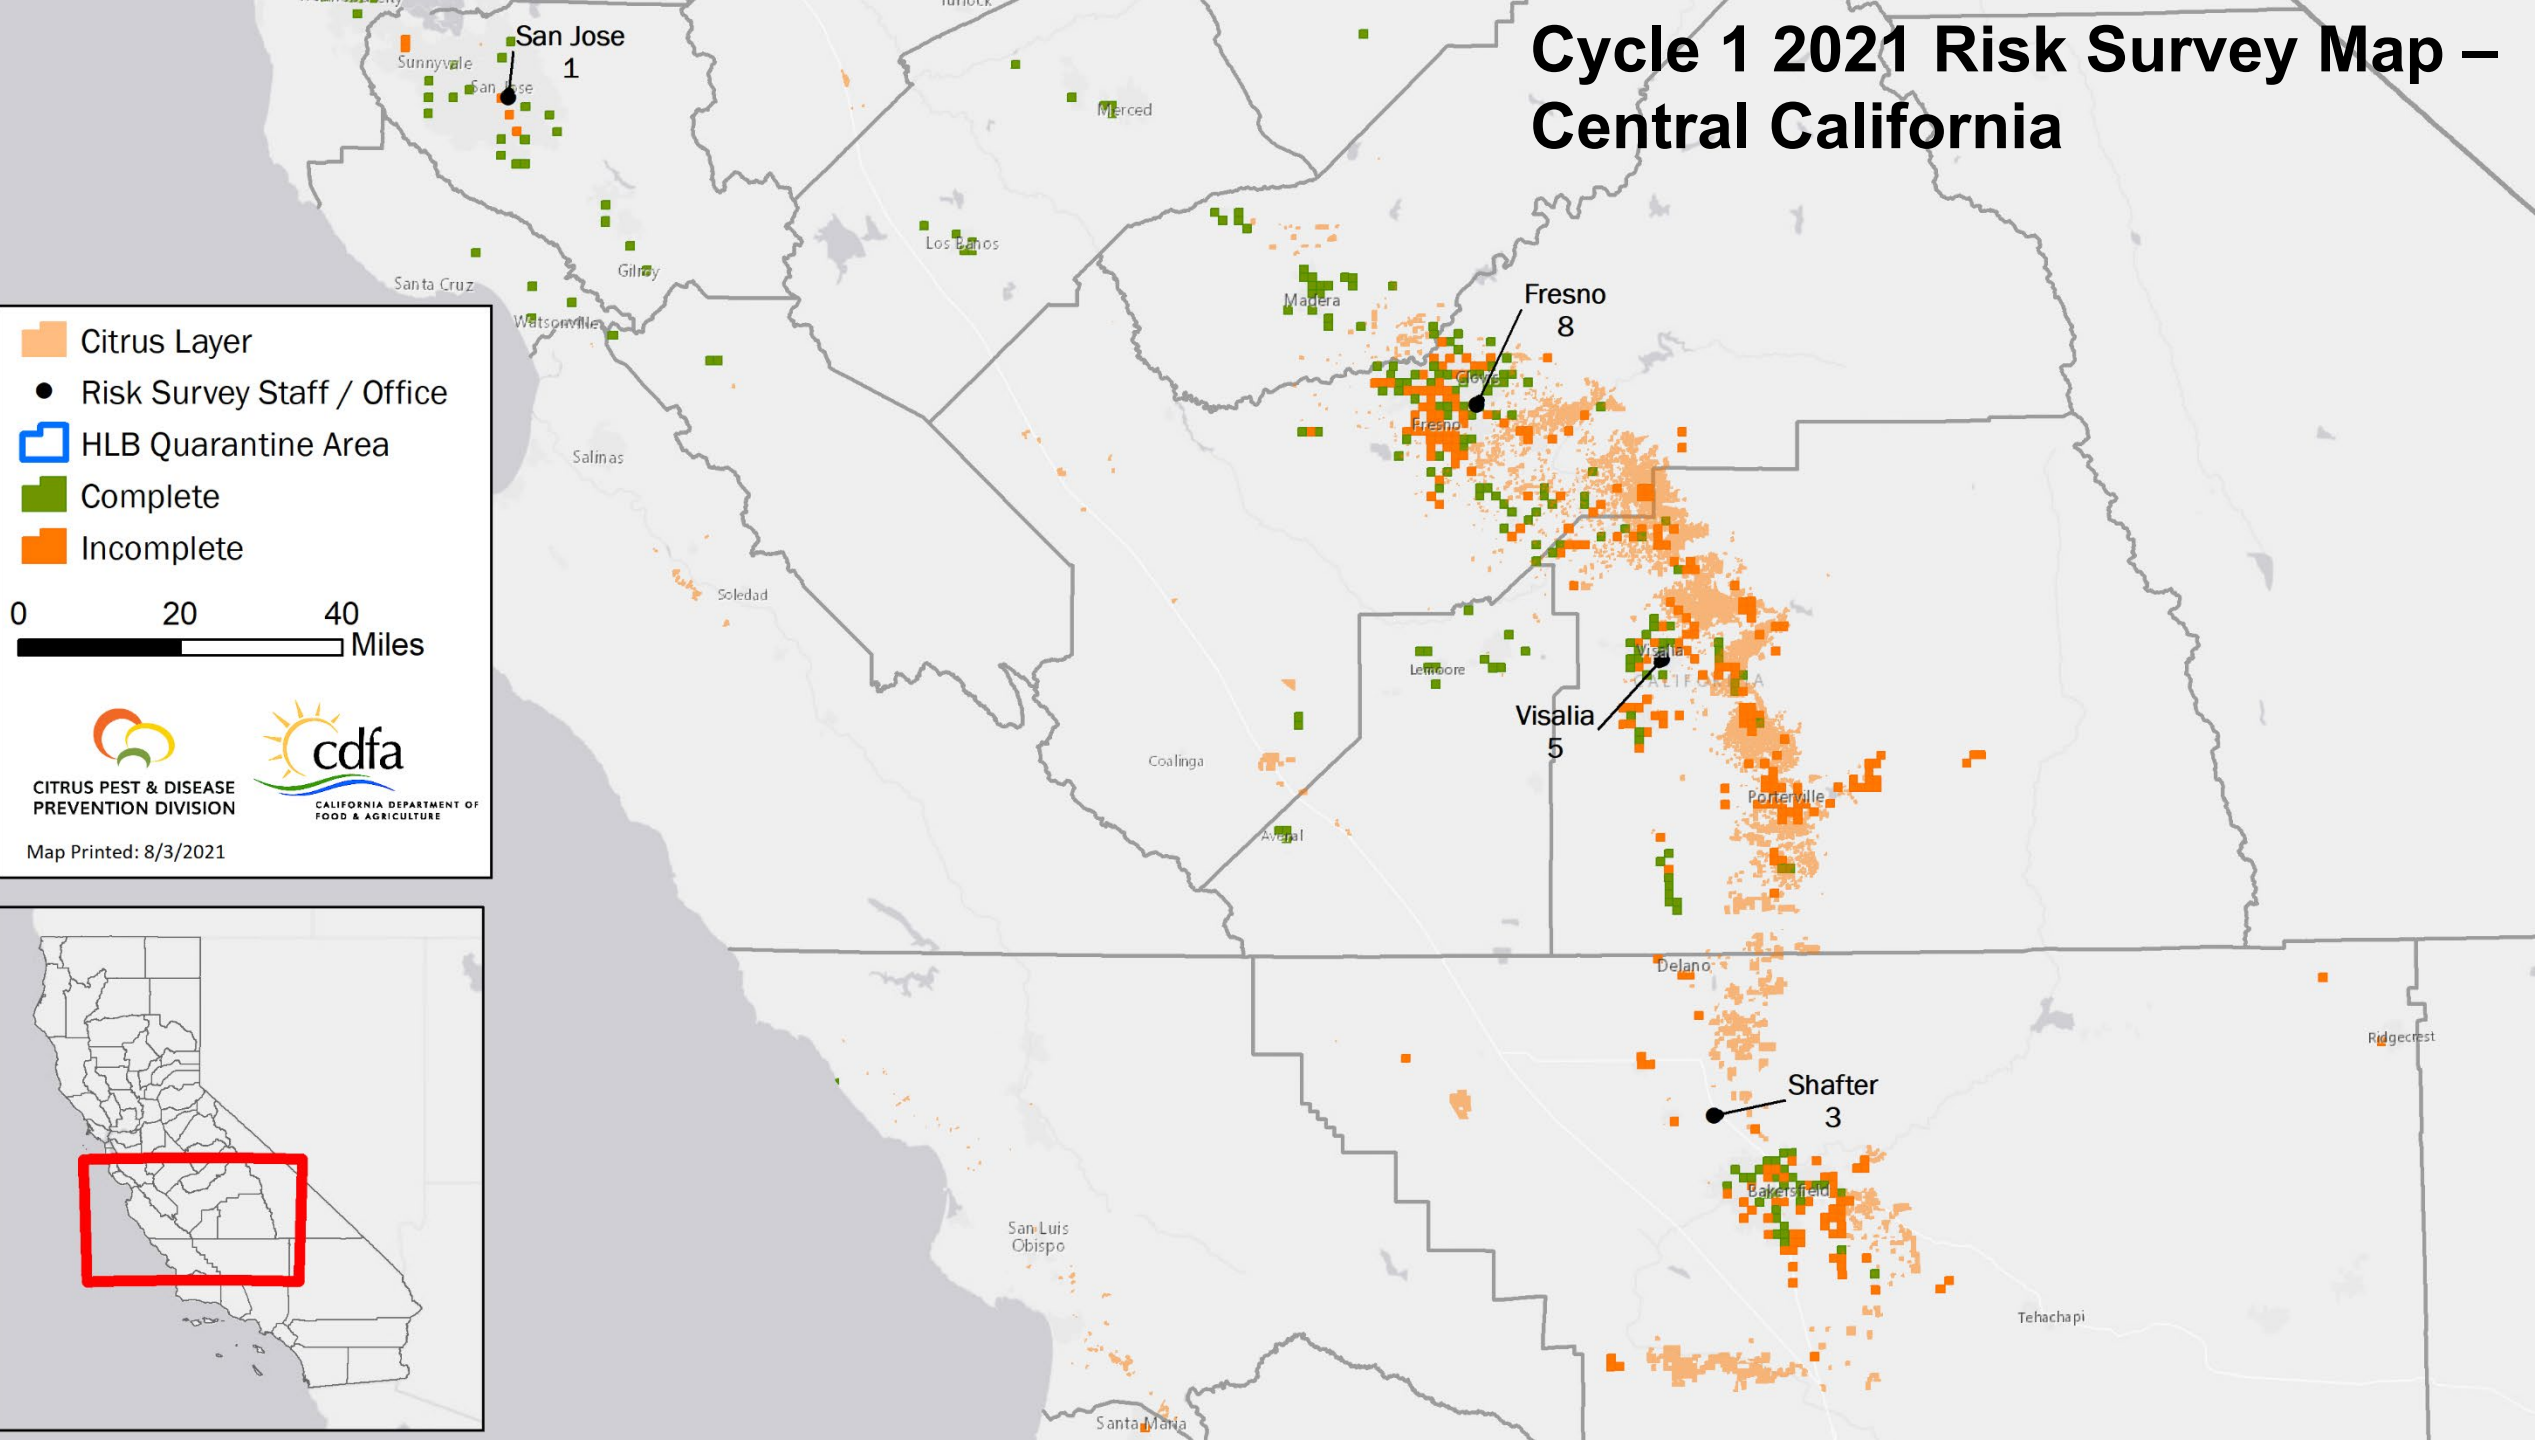 Cycle 1 2021 Risk Survey Map –
Central California
San Jose
1
Sunnyvale
San Jose
Merced
Los Banos
Gilroy
Santa Cruz
Watsonville
Madera
Fresno
8
Clovis
Fresno
Citrus Layer
Risk Survey Staff / Office
HLB Quarantine Area
Complete
Incomplete
0 20 40
Miles
CITRUS PEST & DISEASE
PREVENTION DIVISION
cdfa
CALIFORNIA DEPARTMENT OF
FOOD & AGRICULTURE
Map Printed: 8/3/2021
Salinas
Soledad
Lemoore
Visalia
CALIFORNIA
Visalia
5
Coalinga
Porterville
Avenal
Delano
Ridgecrest
Shafter
3
Bakersfield
San Luis
Obispo
Tehachapi
Santa Maria